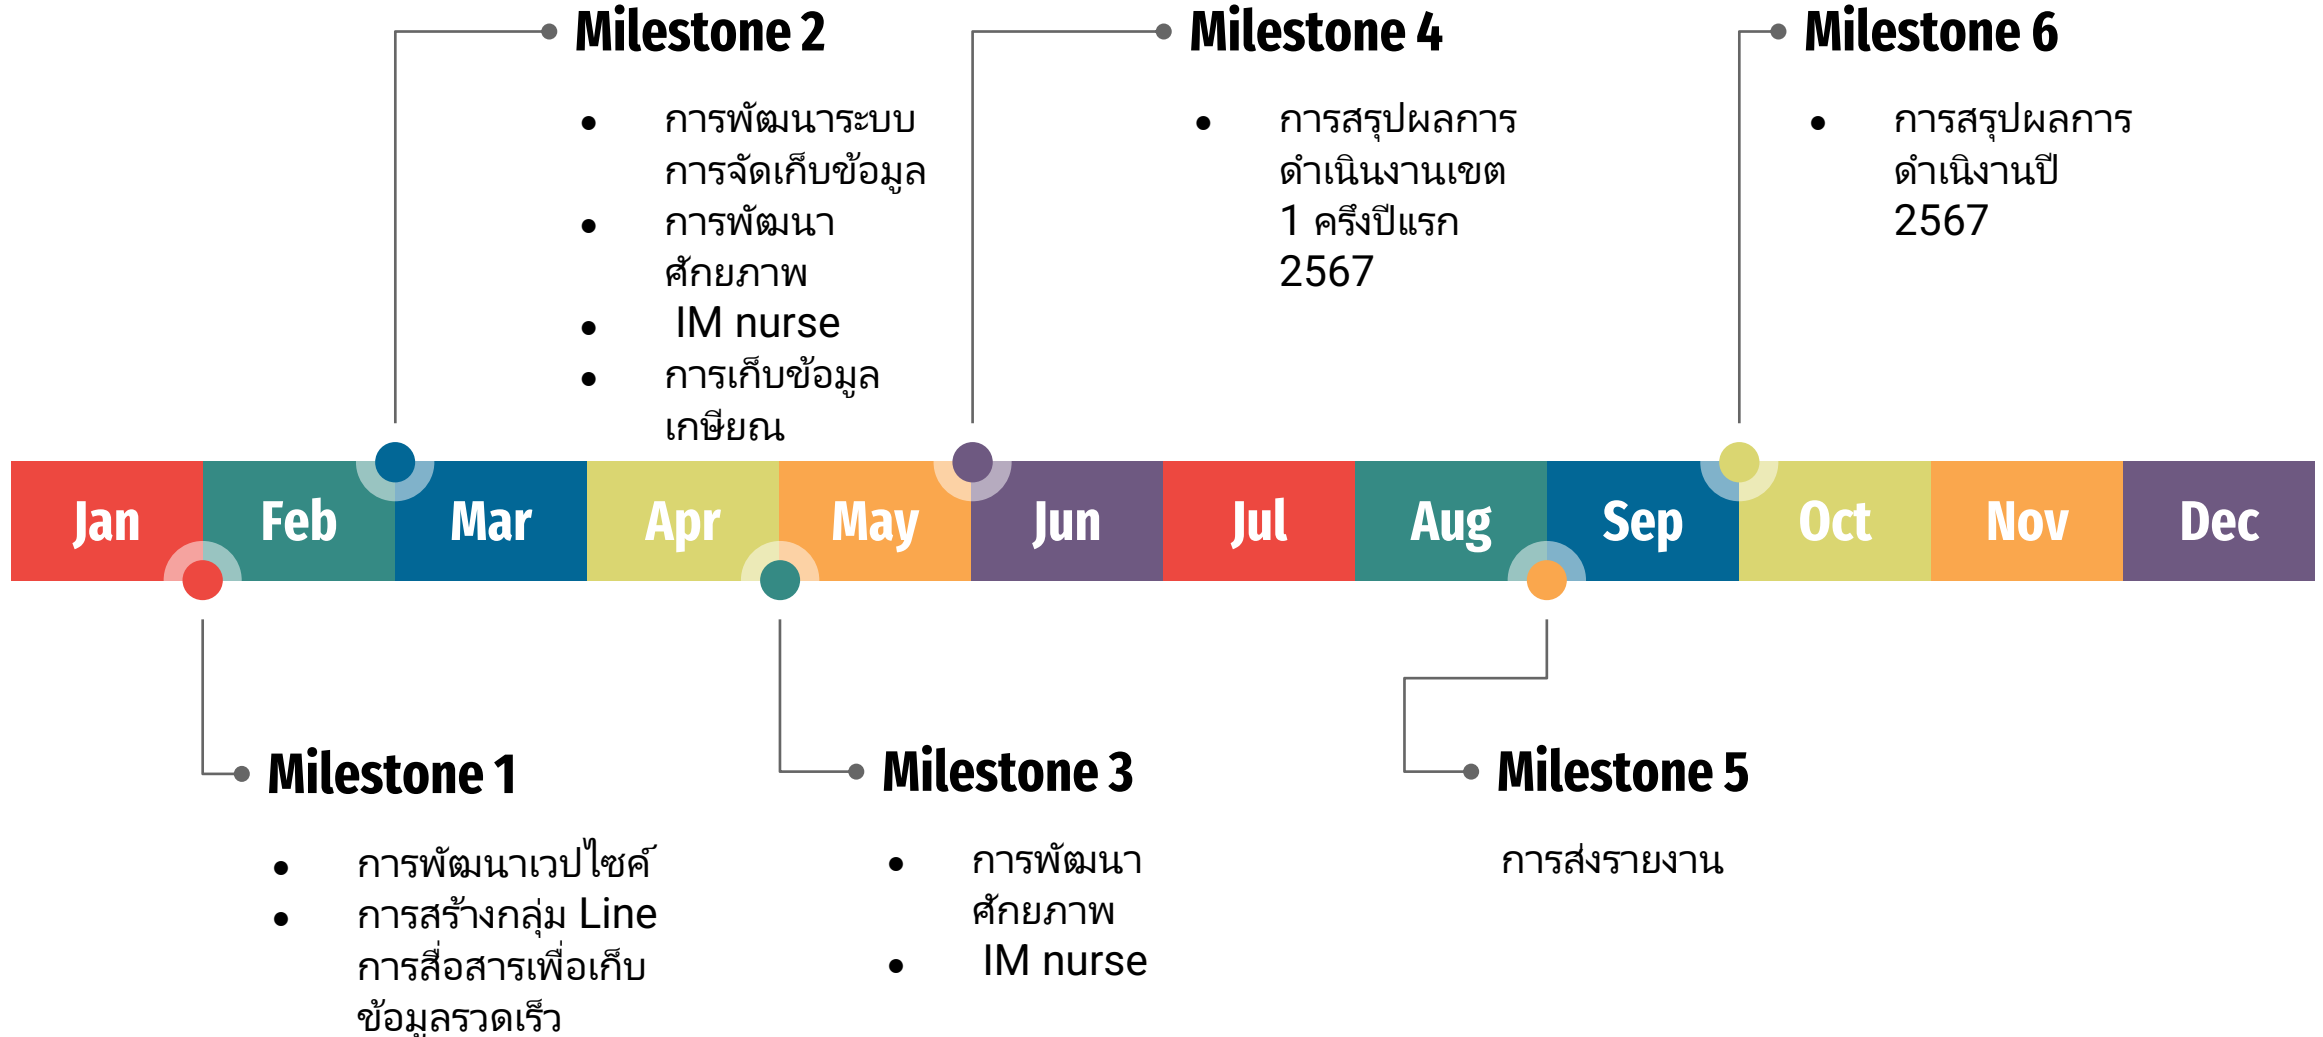 Milestone 2
• การพัฒนาระบบ
การจัดเก็บข้อมูล
• การพัฒนา
ศักยภาพ
• IM nurse
• การเก็บข้อมูล
เกษียณ
Milestone 4
• การสรุปผลการ
ดำเนินงานเขต
1 ครึงปีแรก
2567
Milestone 6
• การสรุปผลการ
ดำเนิงานปี
2567
Jan Feb Mar Apr May Jun Jul Aug Sep Oct Nov Dec
Milestone 1
• การพัฒนาเวปไซค์
• การสร้างกลุ่ม Line
การสื่อสารเพื่อเก็บ
ข้อมูลรวดเร็ว
Milestone 3
• การพัฒนา
ศักยภาพ
• IM nurse
Milestone 5
การส่งรายงาน